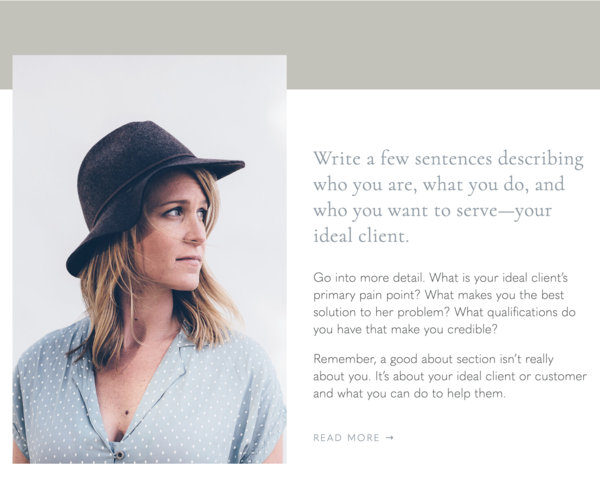 Write a few sentences describing
who you are, what you do, and
who you want to serve—your
ideal client.
Go into more detail. What is your ideal client's
primary pain point? What makes you the best
solution to her problem? What qualifications do
you have that make you credible?
Remember, a good about section isn't really
about you. It's about your ideal client or customer
and what you can do to help them.
READ MORE →